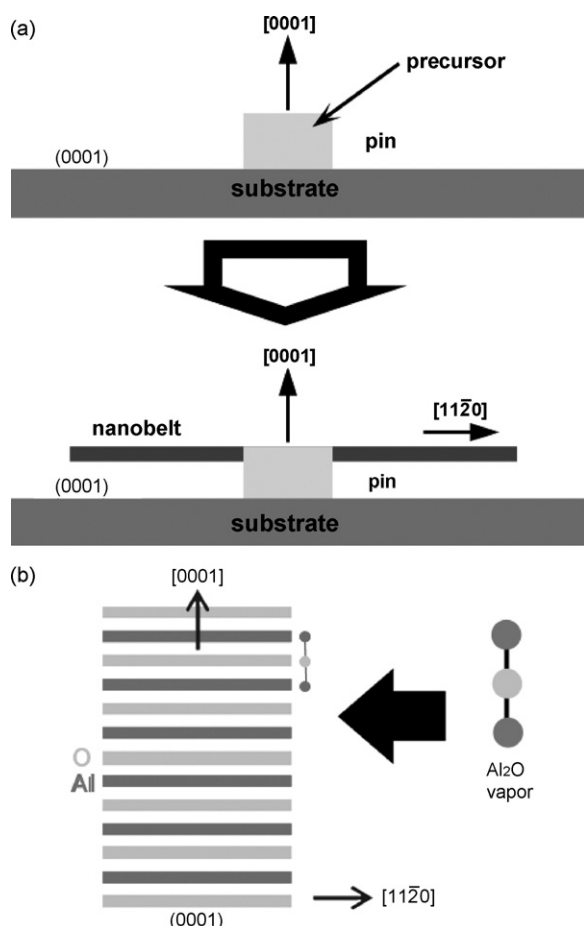 (a)
[0001]
precursor
pin
(0001)
substrate
[0001]
[112̄0]
nanobelt
(0001)
pin
substrate
(b)
[0001]
O
Al
Al₂O
vapor
[112̄0]
(0001)